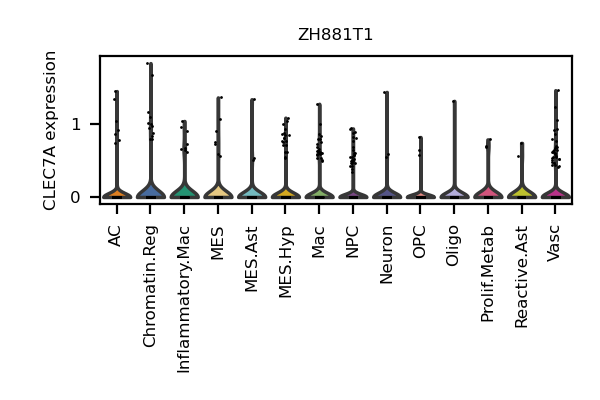 ZH881T1
CLEC7A expression
1
0
AC
Chromatin.Reg
Inflammatory.Mac
MES
MES.Ast
MES.Hyp
Mac
NPC
Neuron
OPC
Oligo
Prolif.Metab
Reactive.Ast
Vasc